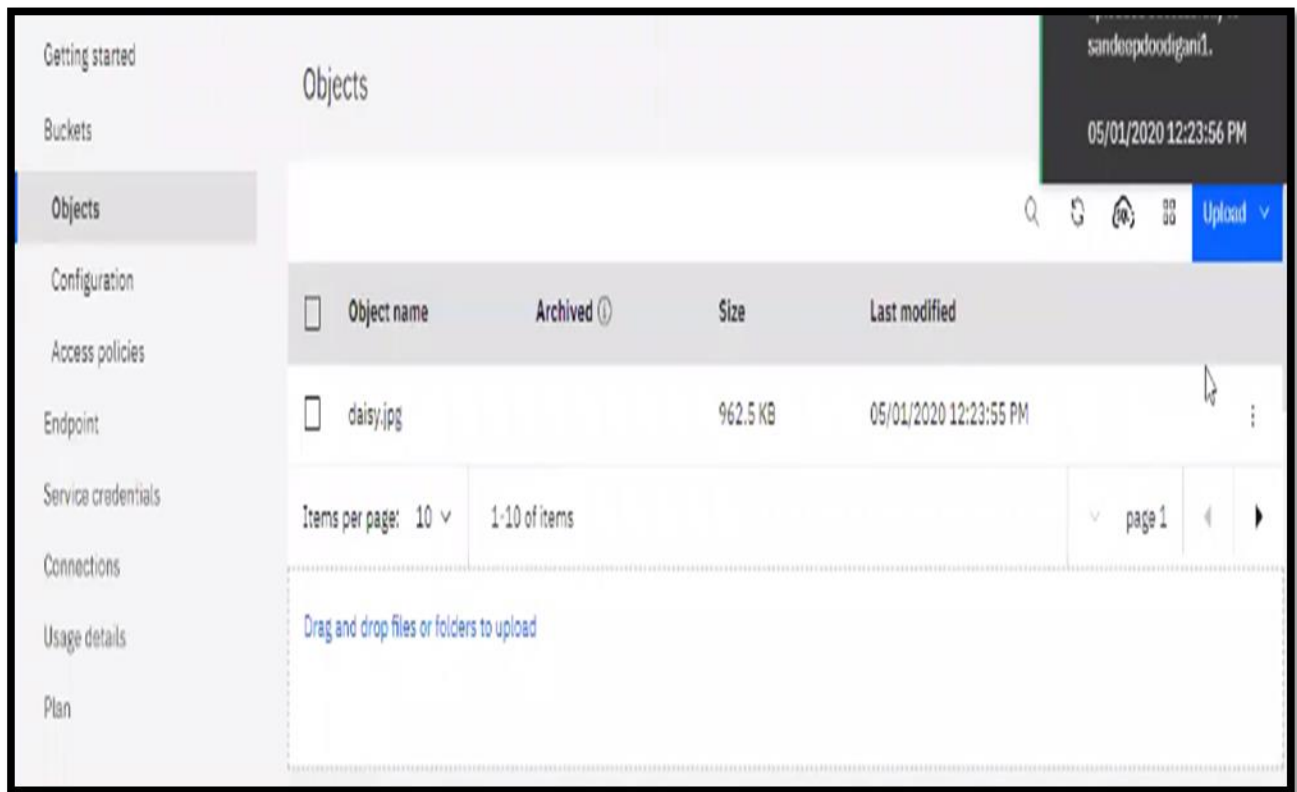 Getting started
Buckets
Objects
Configuration
Access policies
Endpoint
Service credentials
Connections
Usage details
Plan
Objects
sandeepdoodigani1.
05/01/2020 12:23:56 PM
Upload
Object name Archived Size Last modified
daisy.jpg 962.5 KB 05/01/2020 12:23:55 PM
Items per page: 10 1-10 of items page 1
Drag and drop files or folders to upload